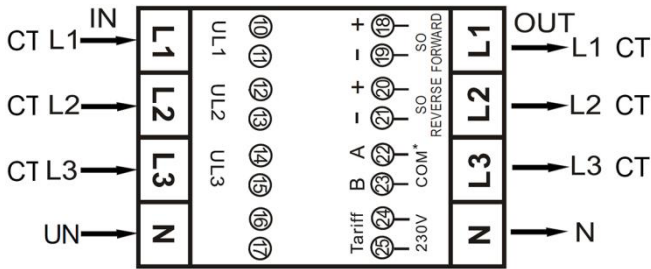 IN OUT
CT L1 L1 UL1 ⑩ ⑪ + ⑱ - ⑲ SO FORWARD L1 L1 CT
CT L2 L2 UL2 ⑫ ⑬ + ⑳ - ㉑ SO REVERSE L2 L2 CT
CT L3 L3 UL3 ⑭ ⑮ A ㉒ B ㉓ COM* L3 L3 CT
UN N ⑯ ⑰ Tariff ㉔ ㉕ 230V N N